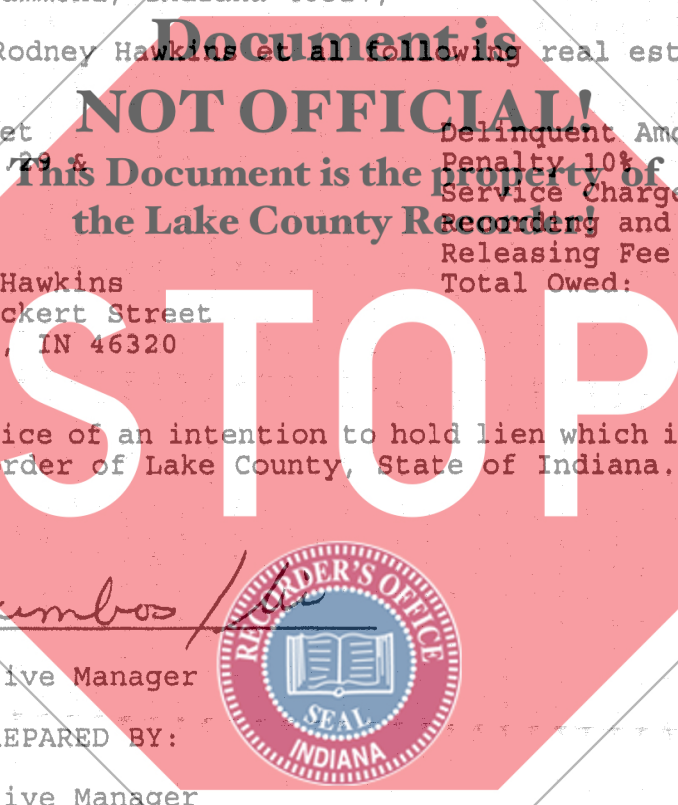 Indiana
Rodney Hawkins et al following real est
Document is
NOT OFFICIAL!
This Document is the property of
the Lake County Recorder!
et
29 &
Delinquent Amo
Penalty 10%
Service Charge
Recording and
Releasing Fee
Total Owed:
Hawkins
ckert Street
, IN 46320
STOP
ice of an intention to hold lien which i
order of Lake County, State of Indiana.
RECORDER'S OFFICE
SEAL
INDIANA
ive Manager
EPARED BY:
ive Manager